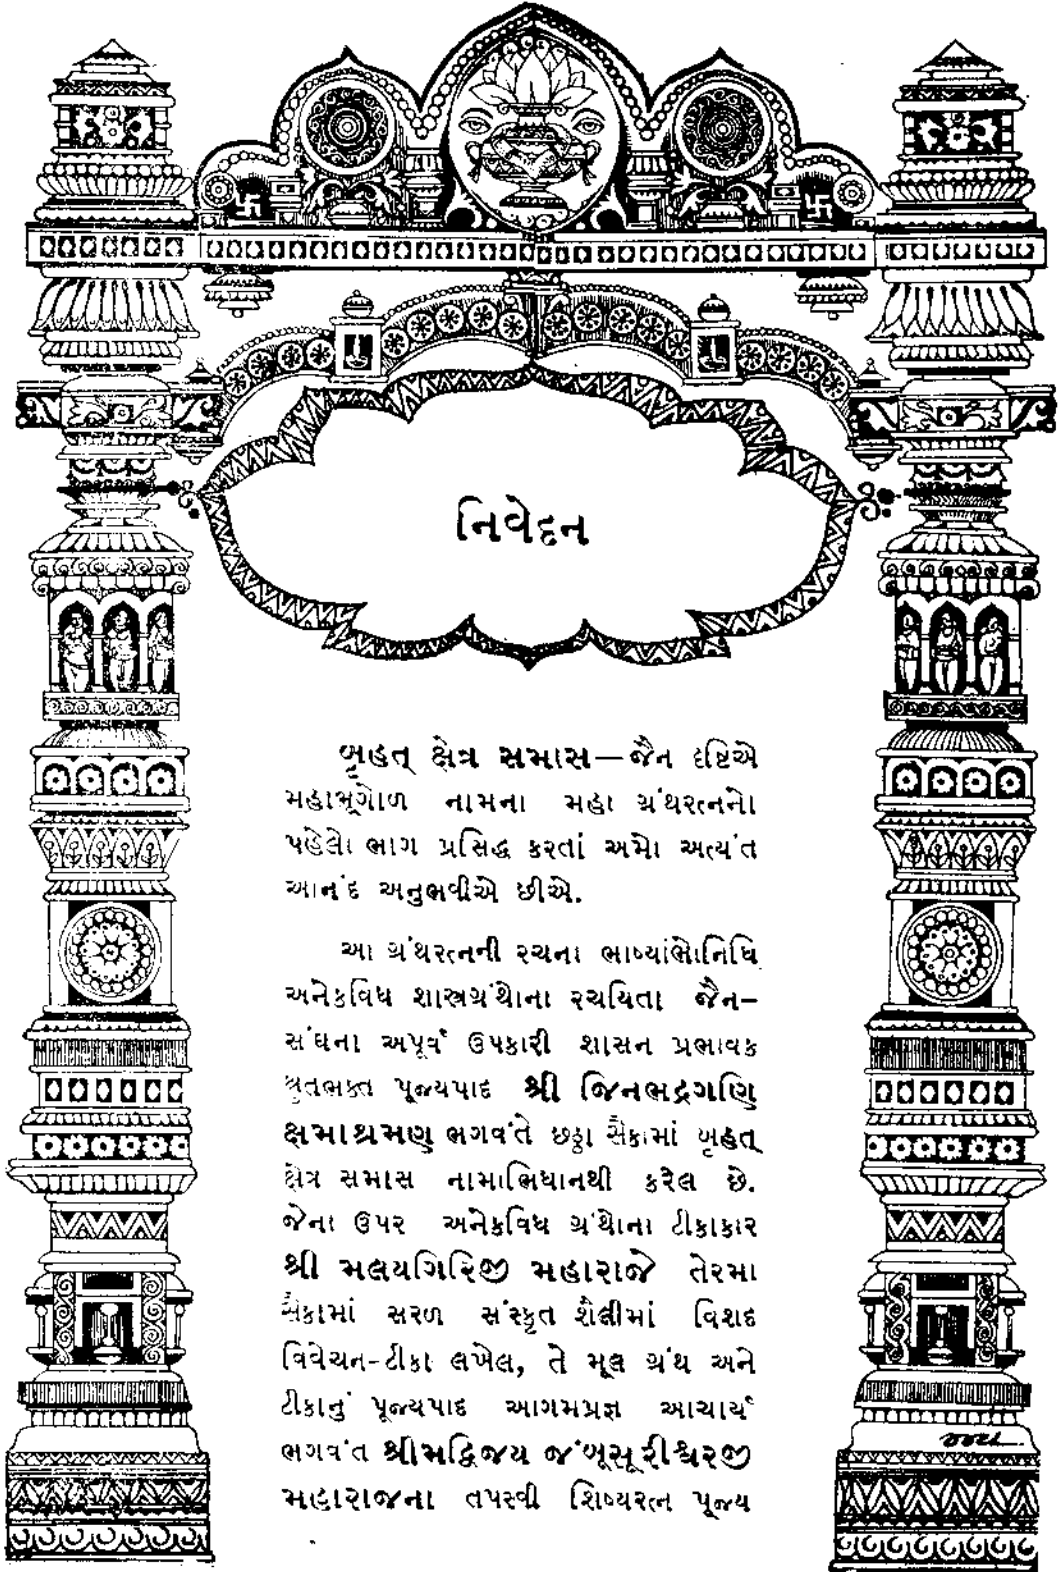 નિવેદન
બૃહત્ ક્ષેત્ર સમાસ—જૈન દૃષ્ટિએ
મહાભૂગોળ નામના મહા ગ્રંથરત્નનો
પહેલો ભાગ પ્રસિદ્ધ કરતાં અમો અત્યંત
આનંદ અનુભવીએ છીએ.
આ ગ્રંથરત્નની રચના ભાષ્યાંભોનિધિ
અનેકવિધ શાસ્ત્રગ્રંથોના રચયિતા જૈન-
સંઘના અપૂર્વ ઉપકારી શાસન પ્રભાવક
શ્રુતભક્ત પૂજ્યપાદ શ્રી જિનભદ્રગણિ
ક્ષમાશ્રમણ ભગવંતે છઠ્ઠા સૈકામાં બૃહત્
ક્ષેત્ર સમાસ નામાભિધાનથી કરેલ છે.
જેના ઉપર અનેકવિધ ગ્રંથોના ટીકાકાર
શ્રી મલયગિરિજી મહારાજે તેરમા
સૈકામાં સરળ સંસ્કૃત શૈલીમાં વિશદ
વિવેચન-ટીકા લખેલ, તે મૂલ ગ્રંથ અને
ટીકાનું પૂજ્યપાદ આગમપ્રજ્ઞ આચાર્ય
ભગવંત શ્રીમદ્વિજય જંબૂસૂરીશ્વરજી
મહારાજના તપસ્વી શિષ્યરત્ન પૂજ્ય